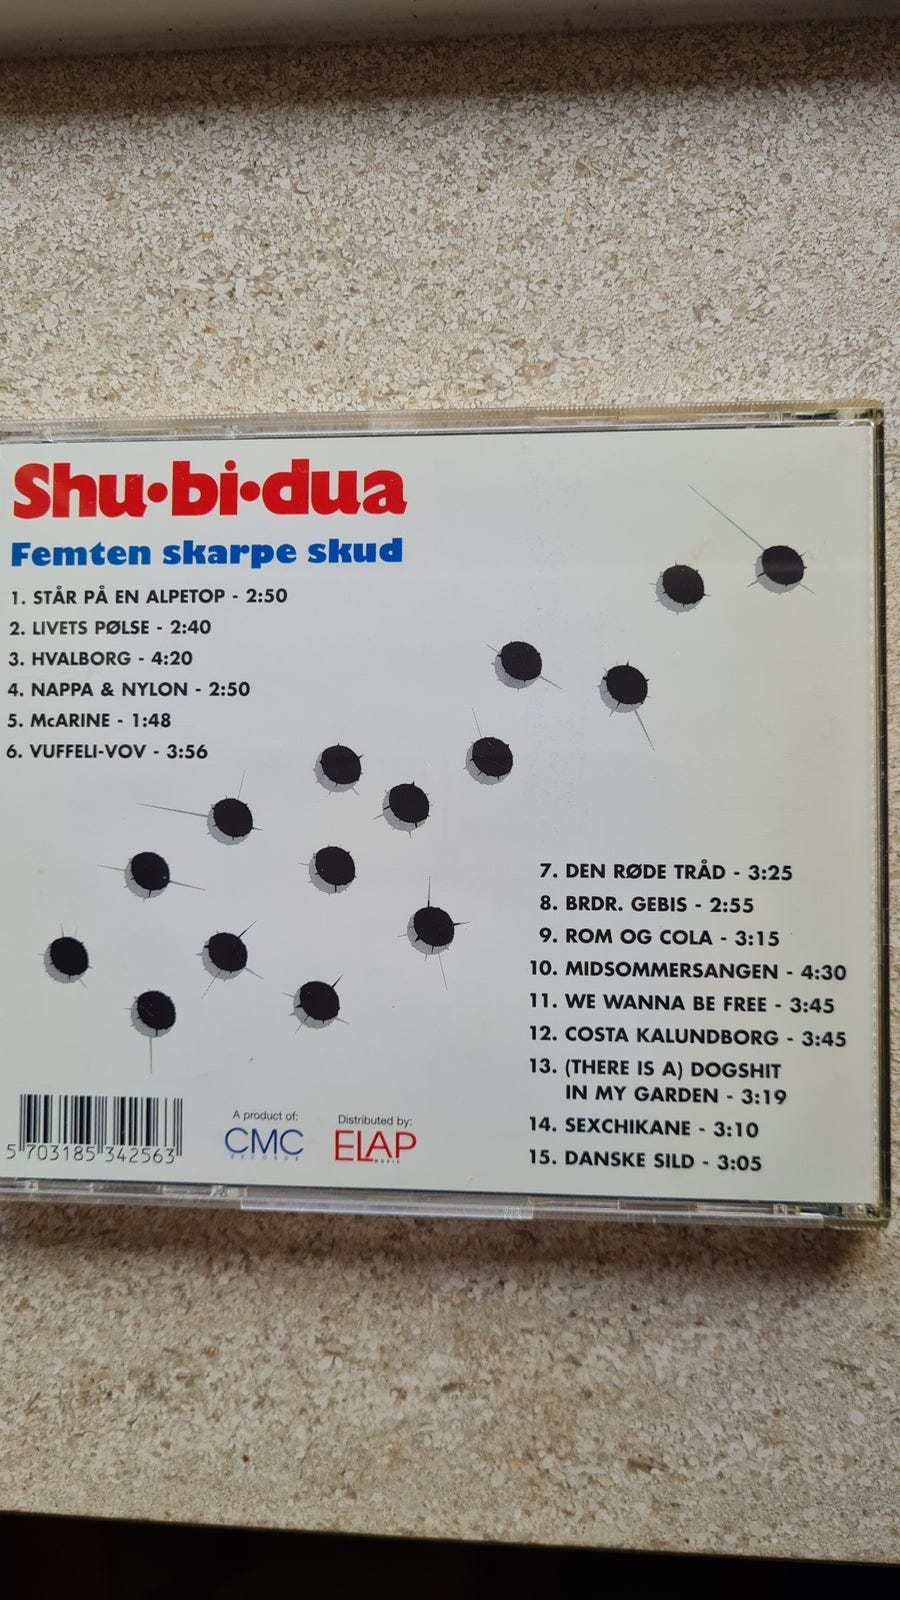 Shu•bi•dua
Femten skarpe skud
1. STÅR PÅ EN ALPETOP - 2:50
2. LIVETS PØLSE - 2:40
3. HVALBORG - 4:20
4. NAPPA & NYLON - 2:50
5. McARINE - 1:48
6. VUFFELI-VOV - 3:56
7. DEN RØDE TRÅD - 3:25
8. BRDR. GEBIS - 2:55
9. ROM OG COLA - 3:15
10. MIDSOMMERSANGEN - 4:30
11. WE WANNA BE FREE - 3:45
12. COSTA KALUNDBORG - 3:45
13. (THERE IS A) DOGSHIT
IN MY GARDEN - 3:19
14. SEXCHIKANE - 3:10
15. DANSKE SILD - 3:05
5 703185 342563
A product of:
CMC
RECORDS
Distributed by:
ELAP
MUSIC